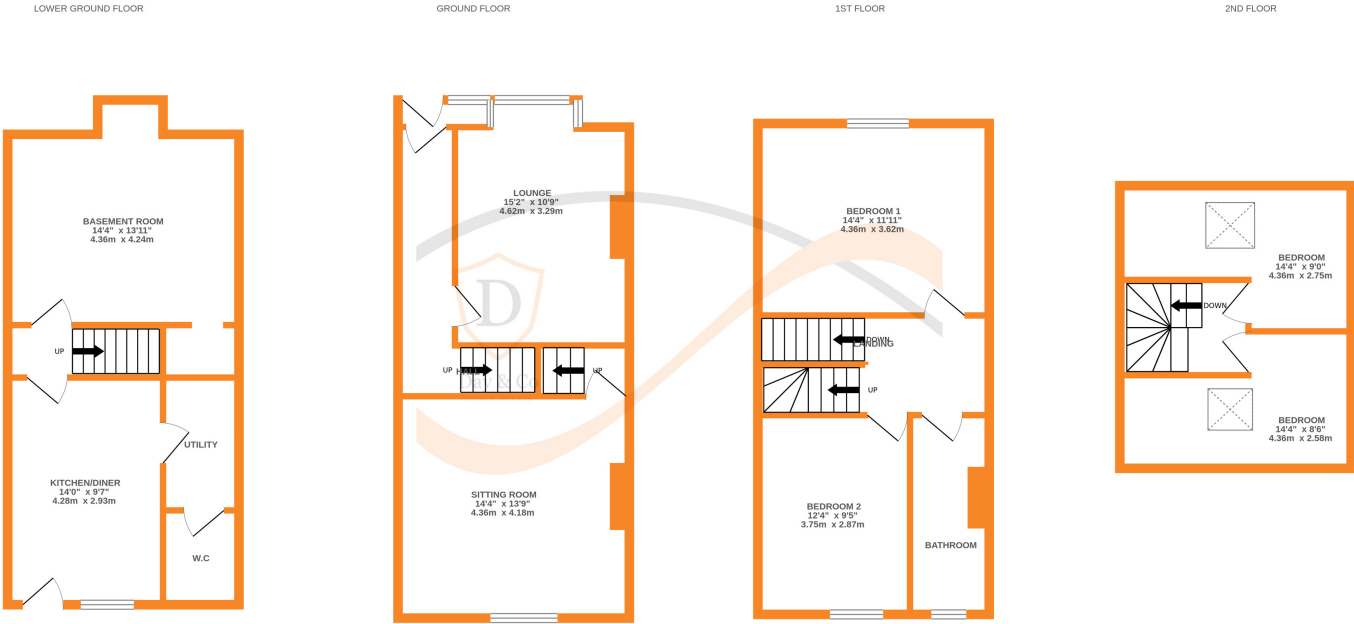 LOWER GROUND FLOOR
GROUND FLOOR
1ST FLOOR
2ND FLOOR
BASEMENT ROOM
14'4" x 13'11"
4.36m x 4.24m
UP
KITCHEN/DINER
14'0" x 9'7"
4.28m x 2.93m
UTILITY
W.C
LOUNGE
15'2" x 10'9"
4.62m x 3.29m
D
UP
HALL
UP
Day & Co
SITTING ROOM
14'4" x 13'9"
4.36m x 4.18m
BEDROOM 1
14'4" x 11'11"
4.36m x 3.62m
DOWN
LANDING
UP
BEDROOM 2
12'4" x 9'5"
3.75m x 2.87m
BATHROOM
BEDROOM
14'4" x 9'0"
4.36m x 2.75m
DOWN
BEDROOM
14'4" x 8'6"
4.36m x 2.58m